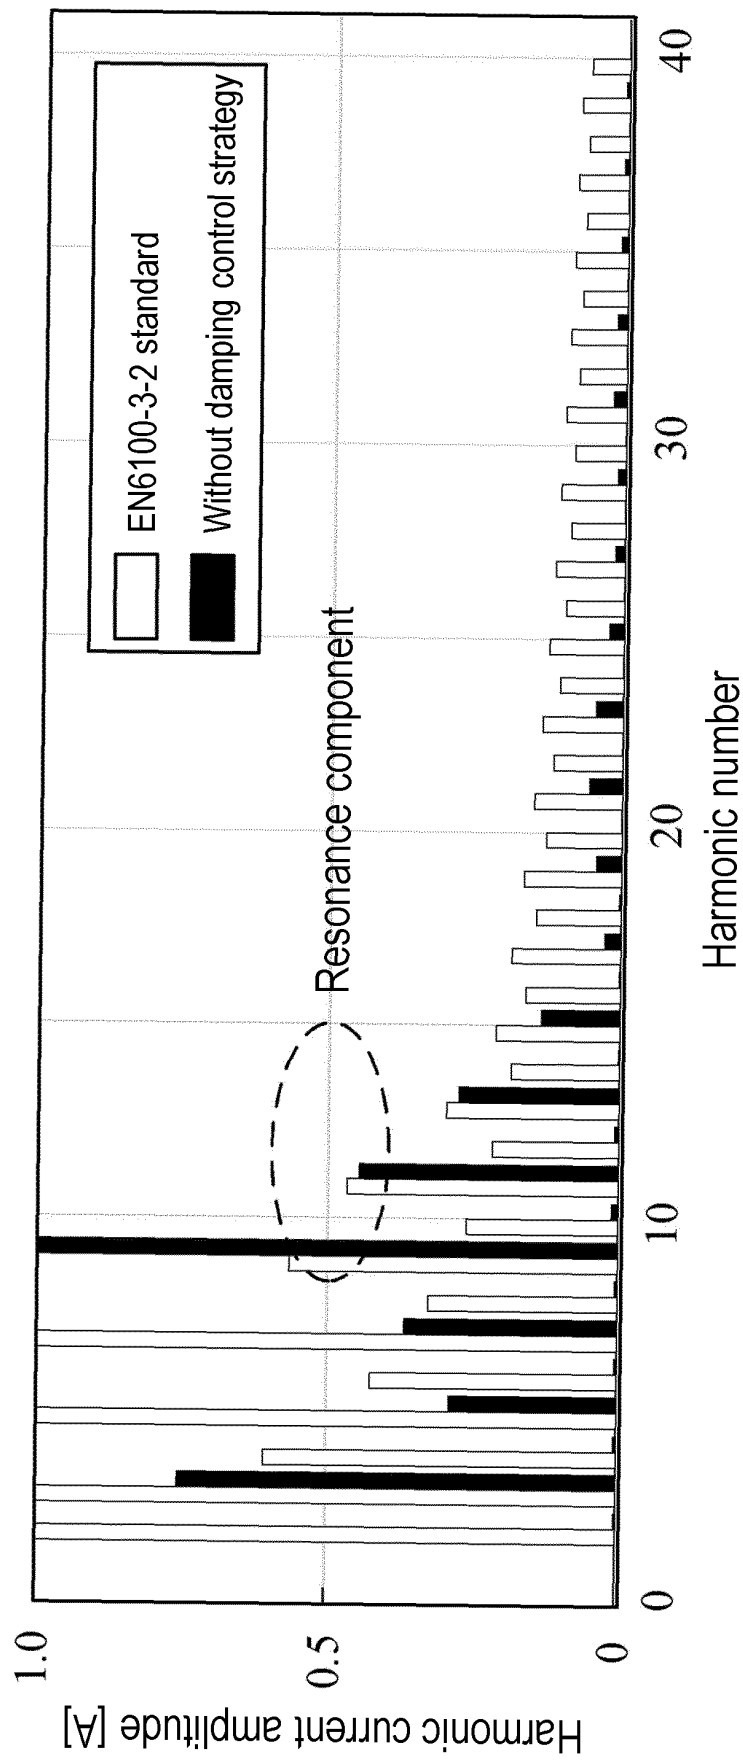 Harmonic current amplitude [A]
1.0
0.5
0
EN6100-3-2 standard
Without damping control strategy
Resonance component
0
10
20
30
40
Harmonic number